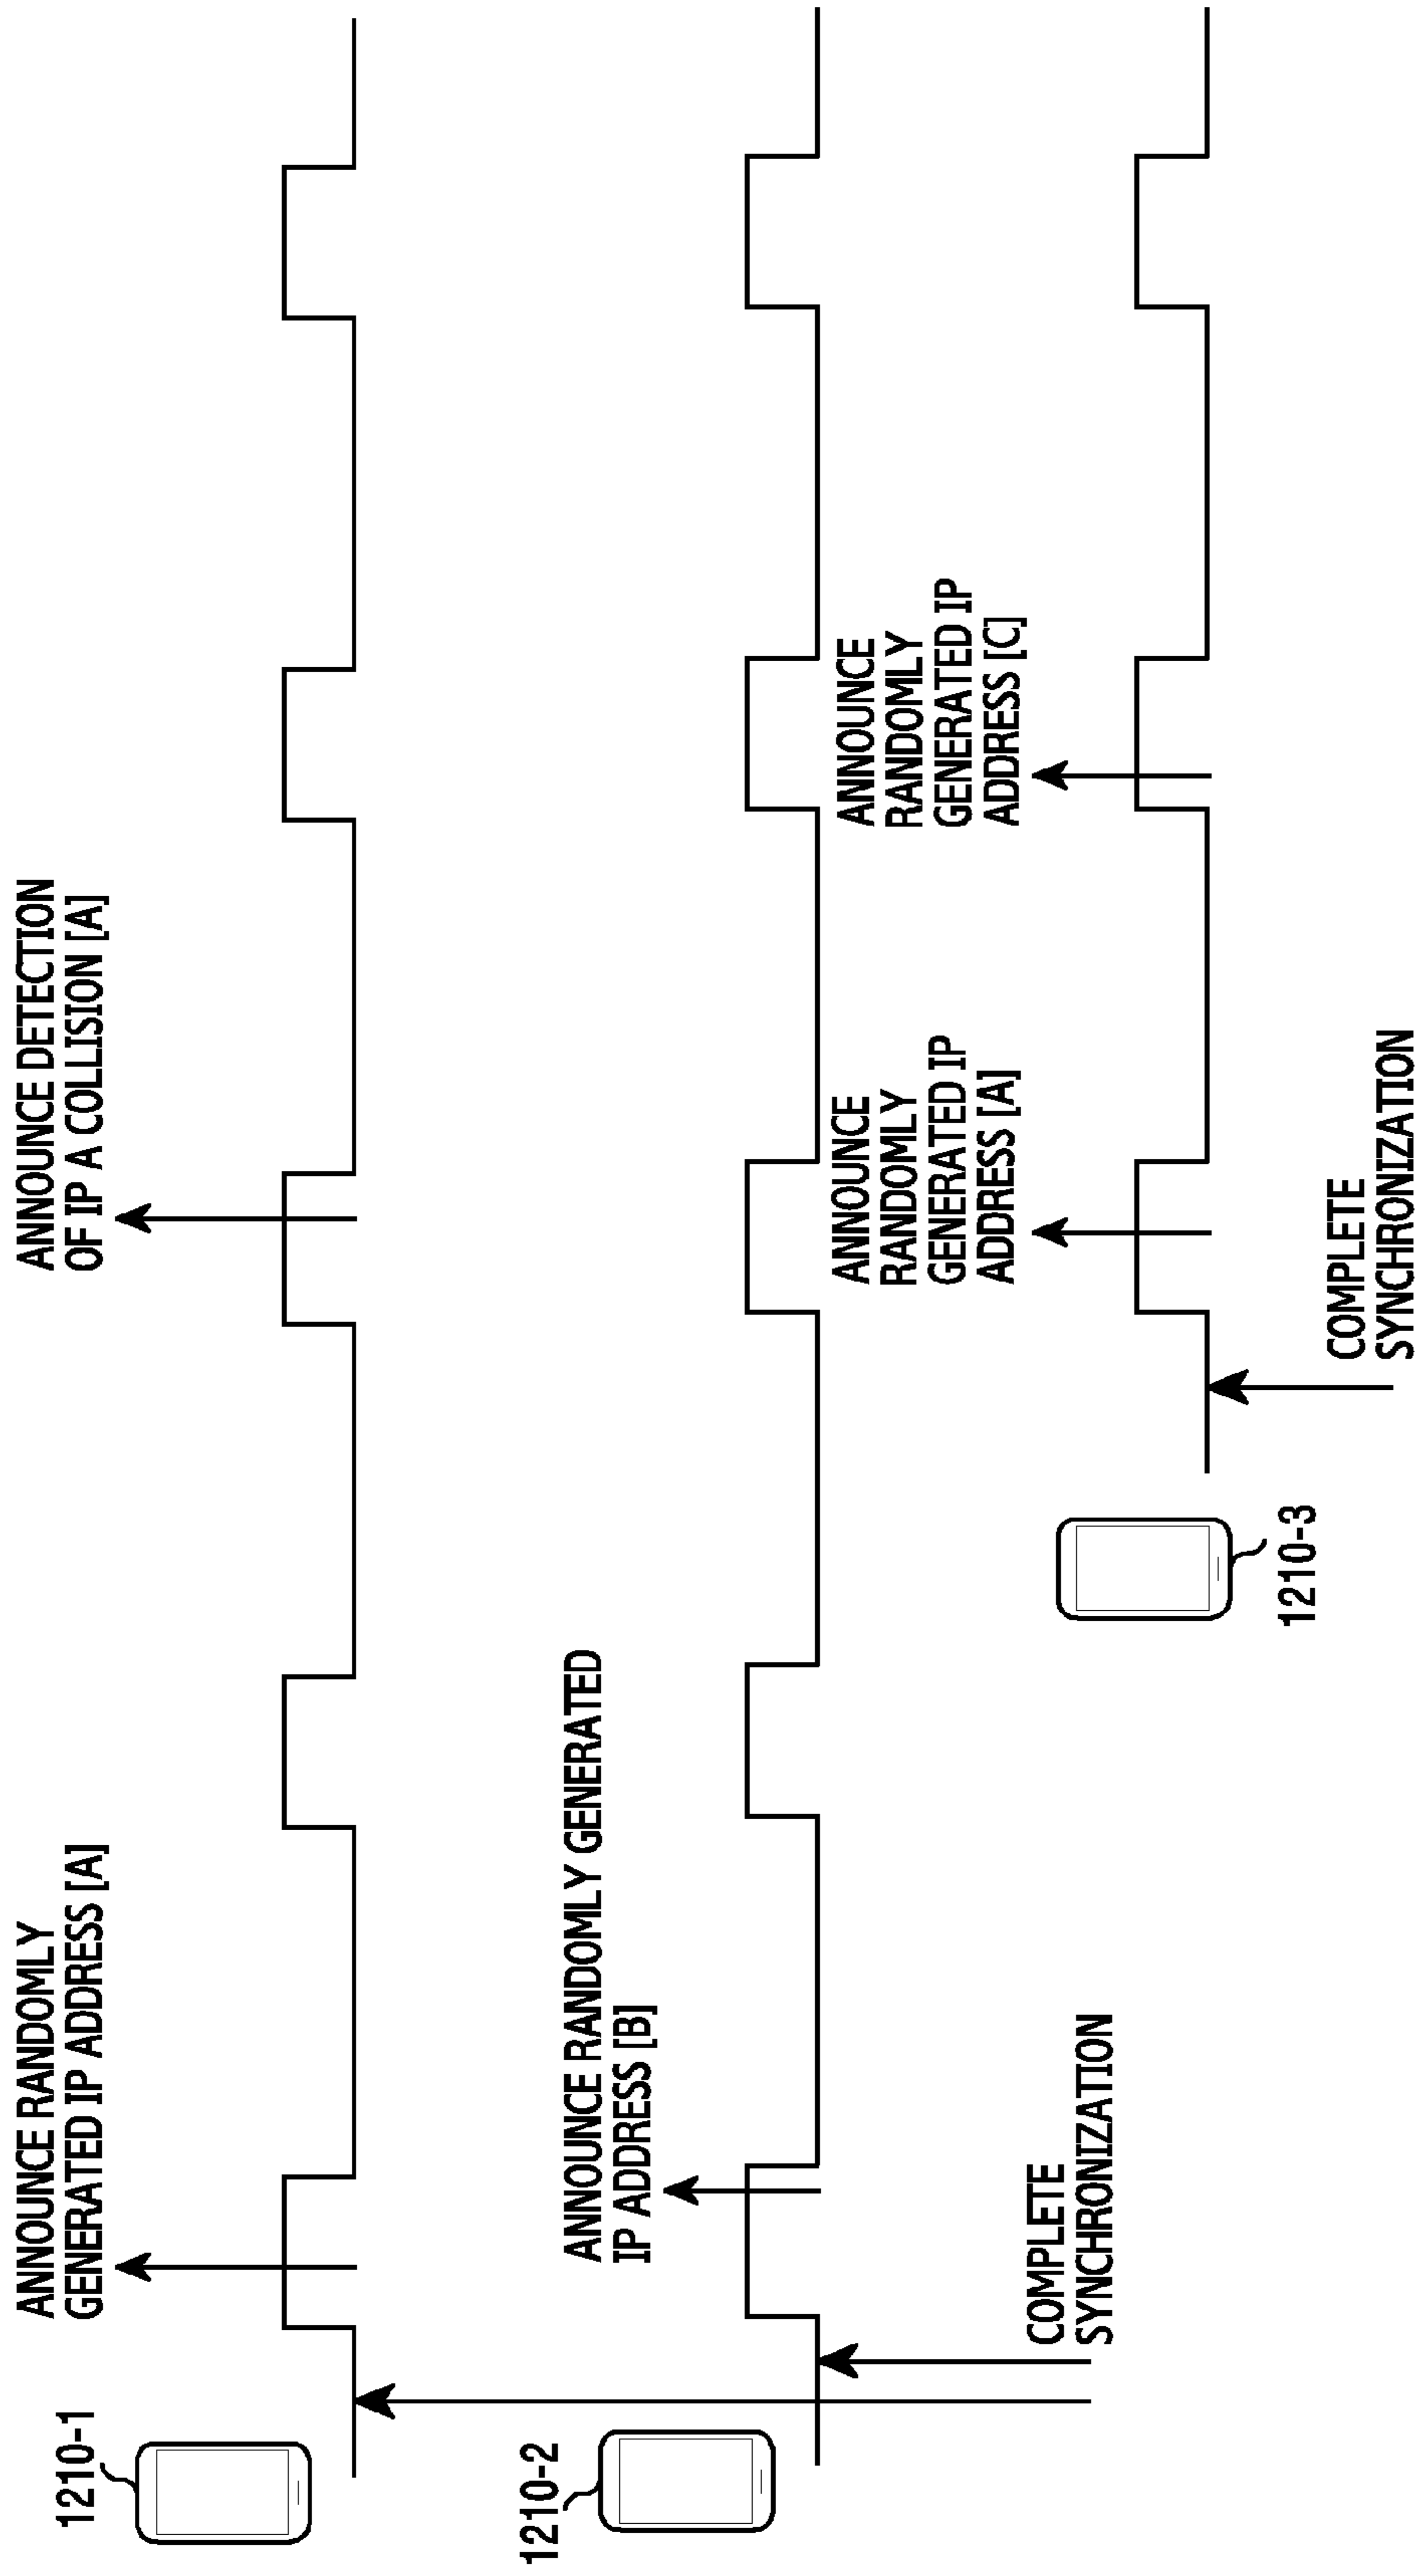 1210-1
ANNOUNCE RANDOMLY
GENERATED IP ADDRESS [A]
ANNOUNCE DETECTION
OF IP A COLLISION [A]
1210-2
ANNOUNCE RANDOMLY GENERATED
IP ADDRESS [B]
ANNOUNCE
RANDOMLY
GENERATED IP
ADDRESS [A]
ANNOUNCE
RANDOMLY
GENERATED IP
ADDRESS [C]
COMPLETE
SYNCHRONIZATION
1210-3
COMPLETE
SYNCHRONIZATION